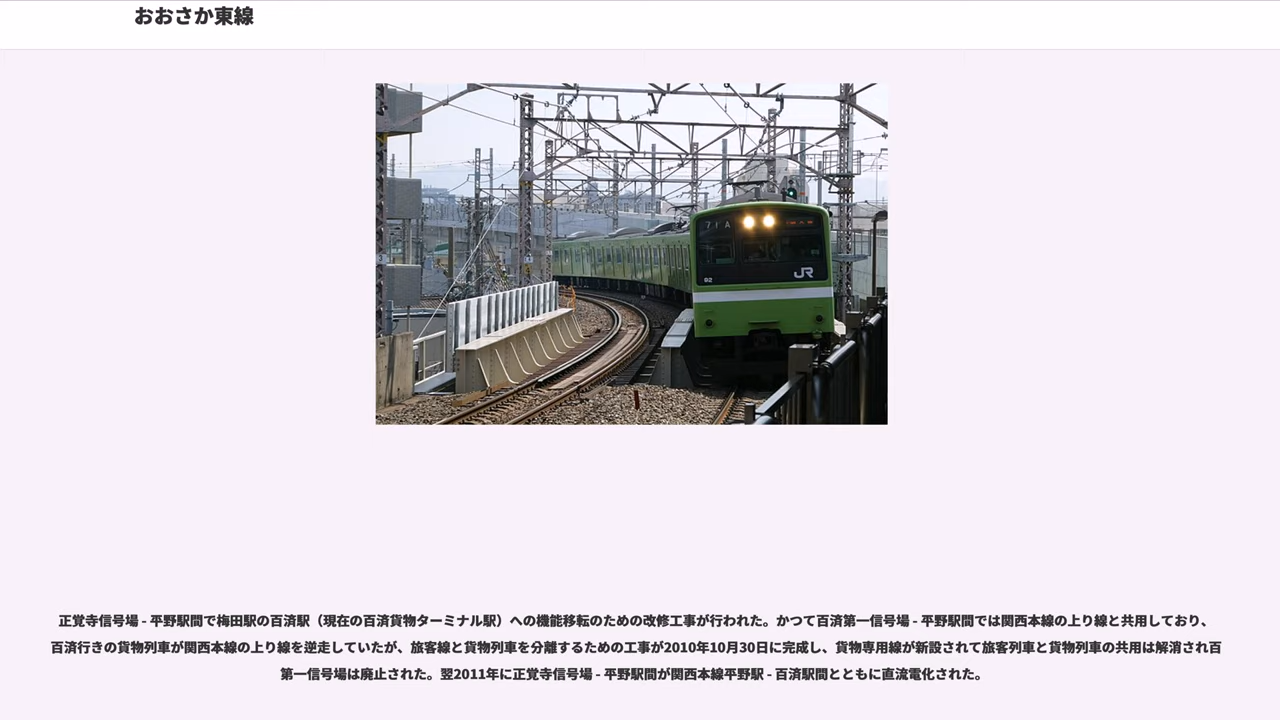 おおさか東線
71A
82
JR
正覚寺信号場 - 平野駅間で梅田駅の百済駅（現在の百済貨物ターミナル駅）への機能移転のための改修工事が行われた。かつて百済第一信号場 - 平野駅間では関西本線の上り線と共用しており、
百済行きの貨物列車が関西本線の上り線を逆走していたが、旅客線と貨物列車を分離するための工事が2010年10月30日に完成し、貨物専用線が新設されて旅客列車と貨物列車の共用は解消され百
第一信号場は廃止された。翌2011年に正覚寺信号場 - 平野駅間が関西本線平野駅 - 百済駅間とともに直流電化された。